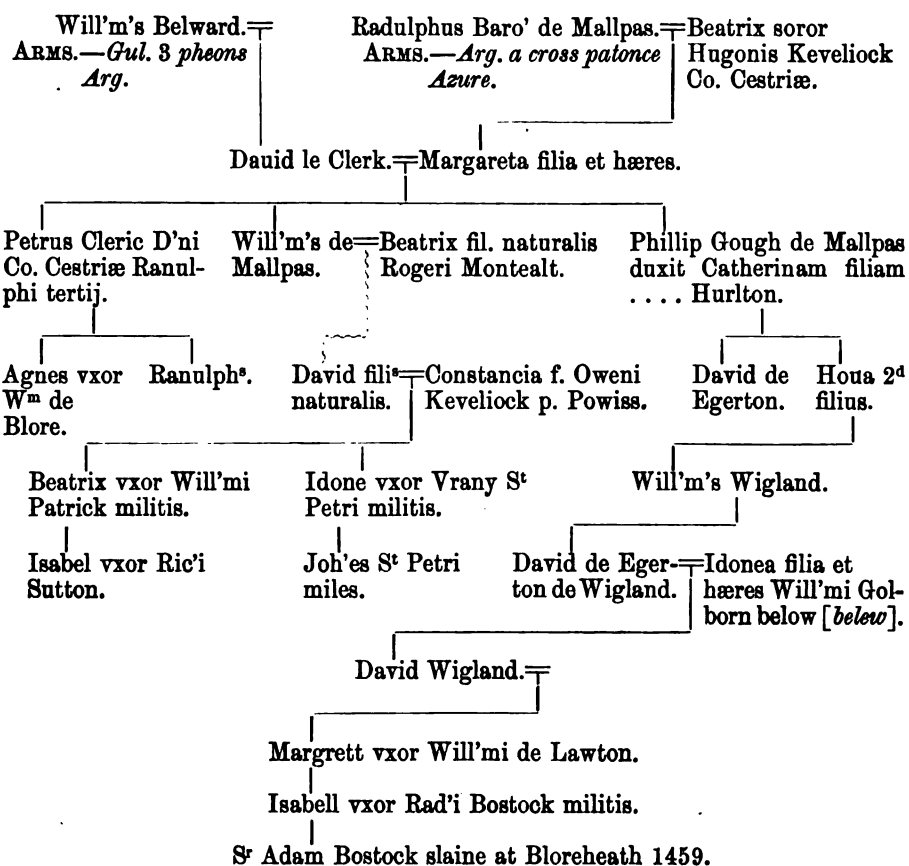 Will'm's Belward.
ARMS.—Gul. 3 pheons
Arg.
Radulphus Baro' de Mallpas.
ARMS.—Arg. a cross patonce
Azure.
Beatrix soror
Hugonis Keveliock
Co. Cestriæ.
Dauid le Clerk.
Margareta filia et hæres.
Petrus Cleric D'ni
Co. Cestriæ Ranul-
phi tertij.
Will'm's de
Mallpas.
Beatrix fil. naturalis
Rogeri Montealt.
Phillip Gough de Mallpas
duxit Catherinam filiam
.... Hurlton.
Agnes vxor
Wᵐ de
Blore.
Ranulphˢ.
David filiˢ
naturalis.
Constancia f. Oweni
Keveliock p. Powiss.
David de
Egerton.
Houa 2ᵈ
filius.
Beatrix vxor Will'mi
Patrick militis.
Idone vxor Vrany Sᵗ
Petri militis.
Will'm's Wigland.
Isabel vxor Ric'i
Sutton.
Joh'es Sᵗ Petri
miles.
David de Eger-
ton de Wigland.
Idonea filia et
hæres Will'mi Gol-
born below [belew].
David Wigland.
Margrett vxor Will'mi de Lawton.
Isabell vxor Rad'i Bostock militis.
Sʳ Adam Bostock slaine at Bloreheath 1459.